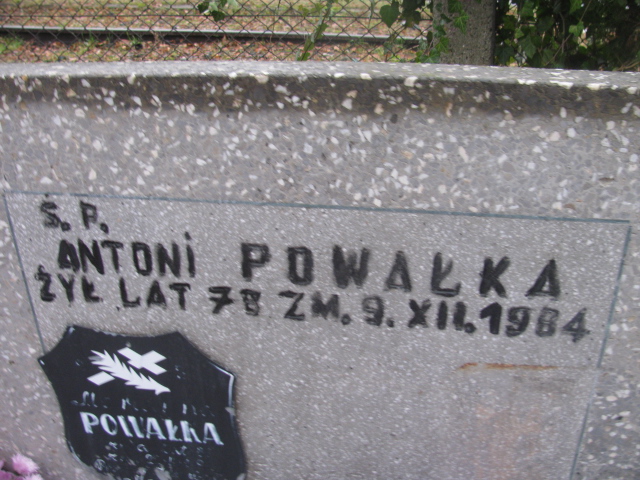 Ś. P.
ANTONI POWAŁKA
ŻYŁ LAT 78 ZM. 9. XII. 1984
POWAŁKA